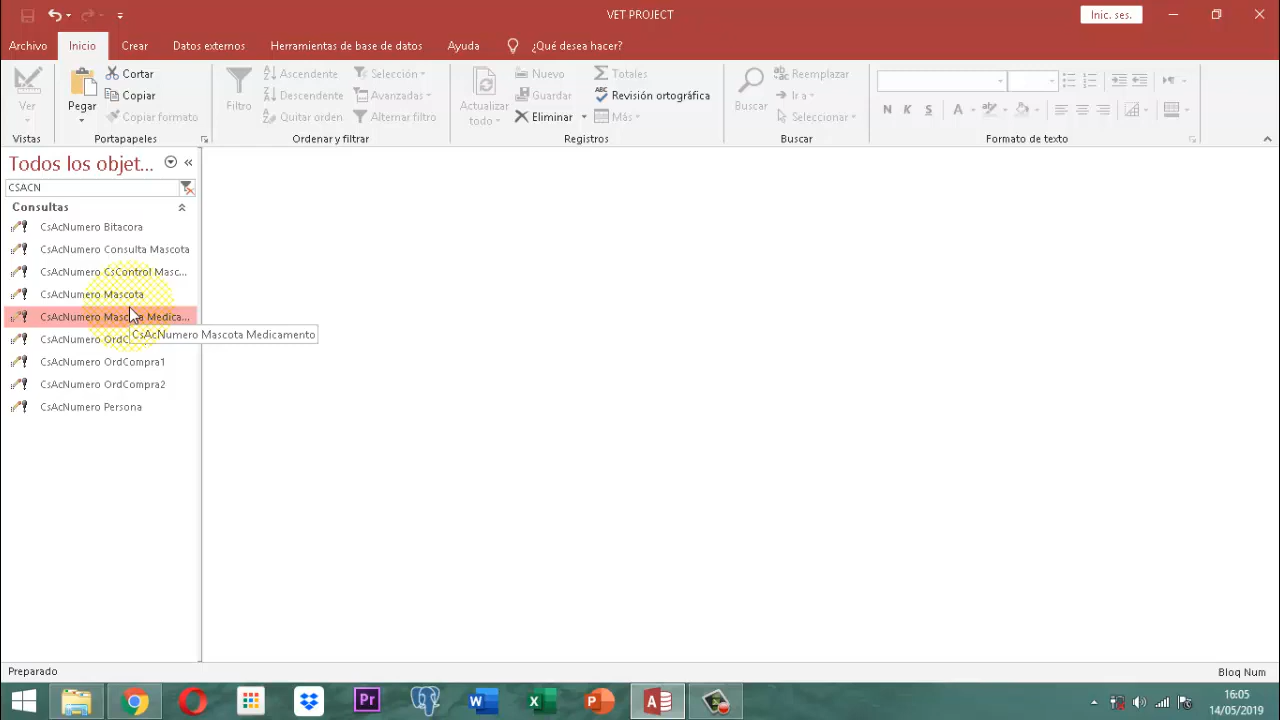 VET PROJECT
Inic. ses.
Archivo Inicio Crear Datos externos Herramientas de base de datos Ayuda ¿Qué desea hacer?
Ver
Pegar
Cortar
Copiar
Copiar formato
Filtro
Ascendente
Descendente
Quitar orden
Selección
Avanzadas
Alternar filtro
Actualizar todo
Nuevo
Guardar
Eliminar
Totales
Revisión ortográfica
Más
Buscar
Reemplazar
Ir a
Seleccionar
N K S A
Vistas Portapapeles Ordenar y filtrar Registros Buscar Formato de texto
Todos los objet...
CSACN
Consultas
CsAcNumero Bitacora
CsAcNumero Consulta Mascota
CsAcNumero CsControl Masc...
CsAcNumero Mascota
CsAcNumero Mascota Medica...
CsAcNumero Mascota Medicamento
CsAcNumero OrdC
CsAcNumero OrdCompra1
CsAcNumero OrdCompra2
CsAcNumero Persona
Preparado
Bloq Num
Pr
16:05
14/05/2019